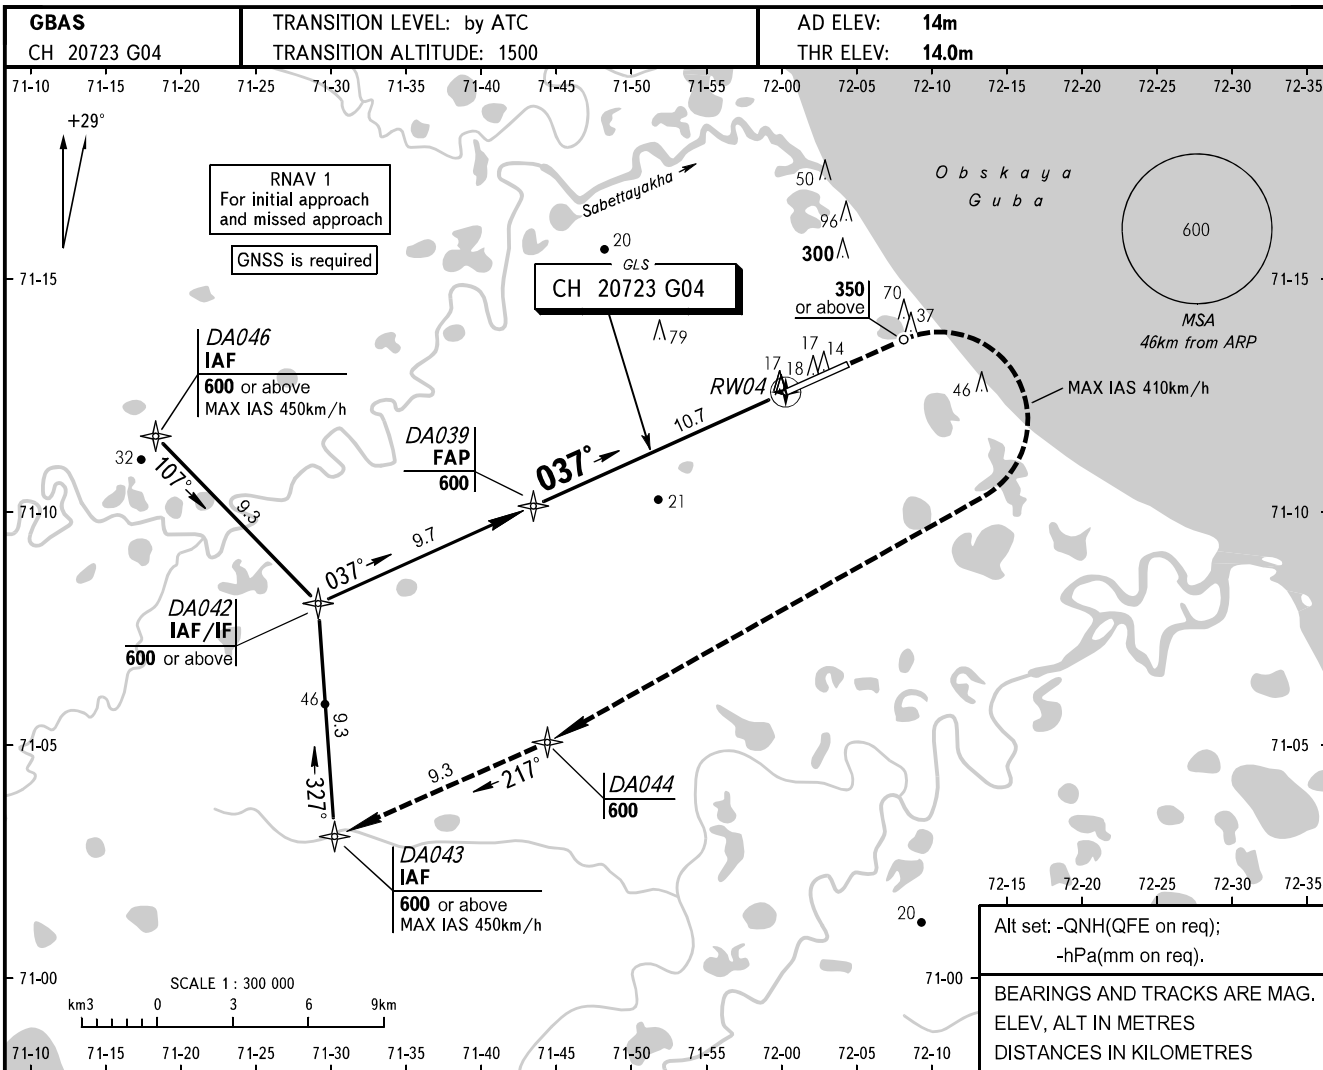 GBAS
CH 20723 G04
TRANSITION LEVEL: by ATC
TRANSITION ALTITUDE: 1500
AD ELEV: 14m
THR ELEV: 14.0m
71-10 71-15 71-20 71-25 71-30 71-35 71-40 71-45 71-50 71-55 72-00 72-05 72-10 72-15 72-20 72-25 72-30 72-35
+29°
RNAV 1
For initial approach
and missed approach
GNSS is required
Sabettayakha
20
GLS
CH 20723 G04
79
50
96
300
350
or above
70
37
Obskaya
Guba
600
MSA
46km from ARP
71-15
71-15
DA046
IAF
600 or above
MAX IAS 450km/h
32
107°
9.3
17
18
17
14
RW04
46
MAX IAS 410km/h
DA039
FAP
600
037°
10.7
21
71-10
71-10
037°
9.7
DA042
IAF/IF
600 or above
46
9.3
327°
71-05
71-05
9.3
217°
DA044
600
DA043
IAF
600 or above
MAX IAS 450km/h
20
72-15 72-20 72-25 72-30 72-35
71-00
71-00
SCALE 1 : 300 000
km3 0 3 6 9km
Alt set: -QNH(QFE on req);
-hPa(mm on req).
BEARINGS AND TRACKS ARE MAG.
ELEV, ALT IN METRES
DISTANCES IN KILOMETRES
71-10 71-15 71-20 71-25 71-30 71-35 71-40 71-45 71-50 71-55 72-00 72-05 72-10